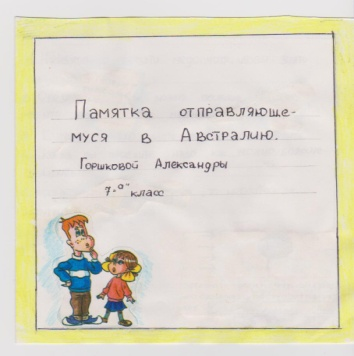 Памятка отправляюще-
муся в Австралию.
Горшковой Александры
7-"а" класс